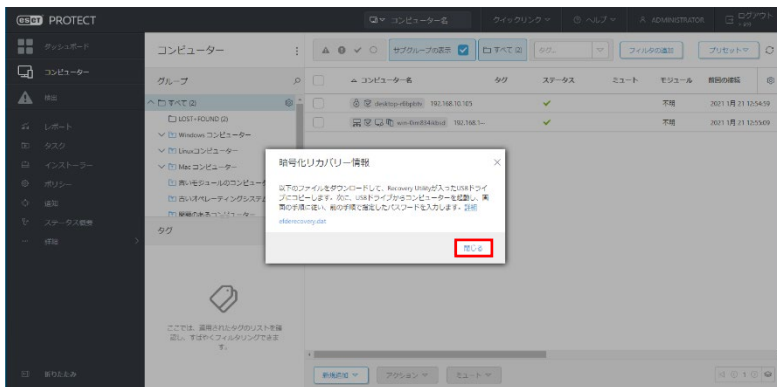 eset PROTECT
コンピューター名
クイックリンク
ヘルプ
ADMINISTRATOR
ログアウト
ダッシュボード
コンピューター
検出
レポート
タスク
インストーラー
ポリシー
通知
ステータス概要
詳細
折りたたみ
コンピューター
サブグループの表示
すべて (2)
タグ...
フィルタの追加
プリセット
グループ
すべて (2)
LOST+FOUND (2)
Windows コンピューター
Linuxコンピューター
Mac コンピューター
古いモジュールのコンピュータ
古いオペレーティングシステム
問題のあるコンピューター
タグ
ここでは、適用されたタグのリストを確
認し、すばやくフィルタリングできま
す。
コンピューター名
タグ
ステータス
ミュート
モジュール
前回の接続
192.168.10.105
不明
2021 1月 21 12:54:59
192.168.1...
不明
2021 1月 21 12:55:09
暗号化リカバリー情報
以下のファイルをダウンロードして、Recovery Utilityが入ったUSBドライ
ブにコピーします。次に、USBドライブからコンピューターを起動し、画
面の手順に従い、前の手順で指定したパスワードを入力します。詳細
efderecovery.dat
閉じる
新規追加
アクション
ミュート
1